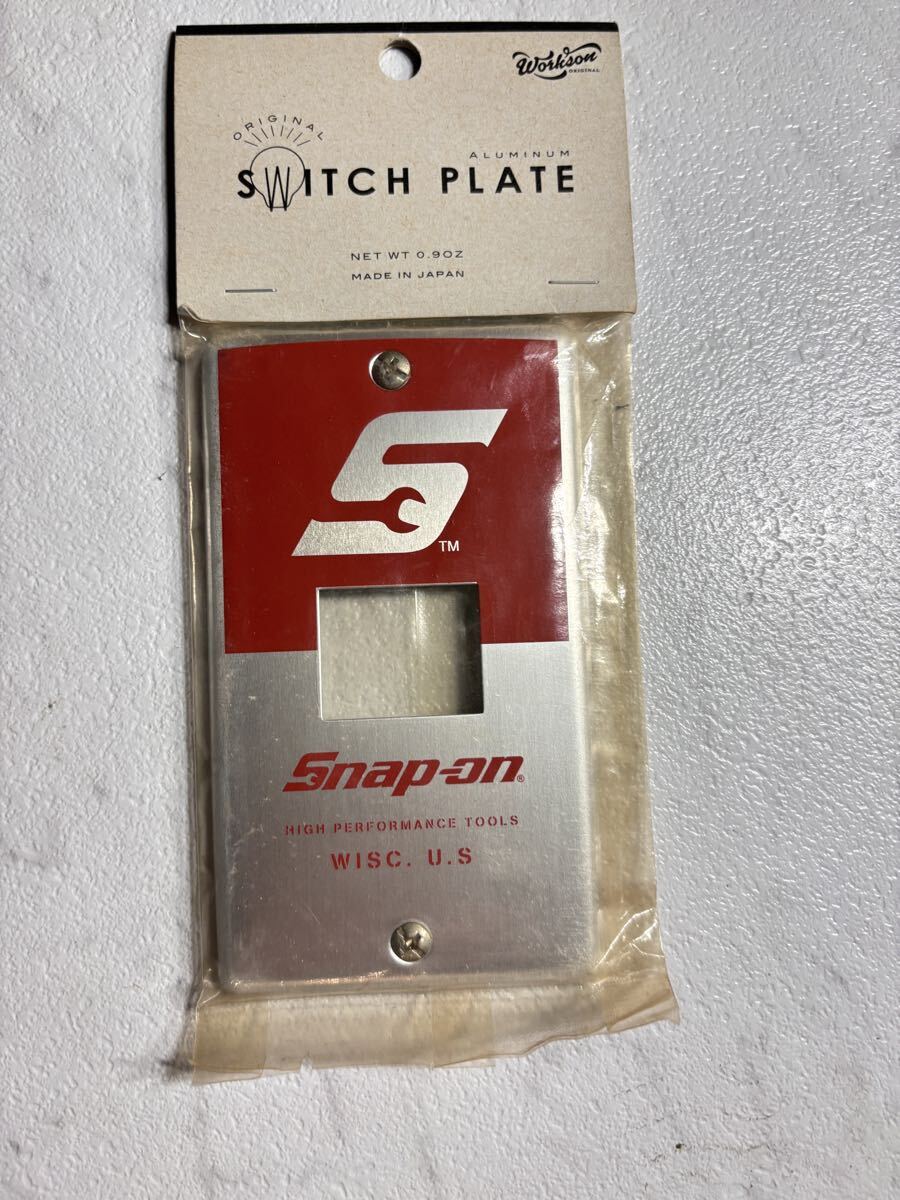 Workson
ORIGINAL
ORIGINAL
ALUMINUM
SWITCH PLATE
NET WT 0.9OZ
MADE IN JAPAN
S
TM
Snap-on®
HIGH PERFORMANCE TOOLS
WISC. U.S